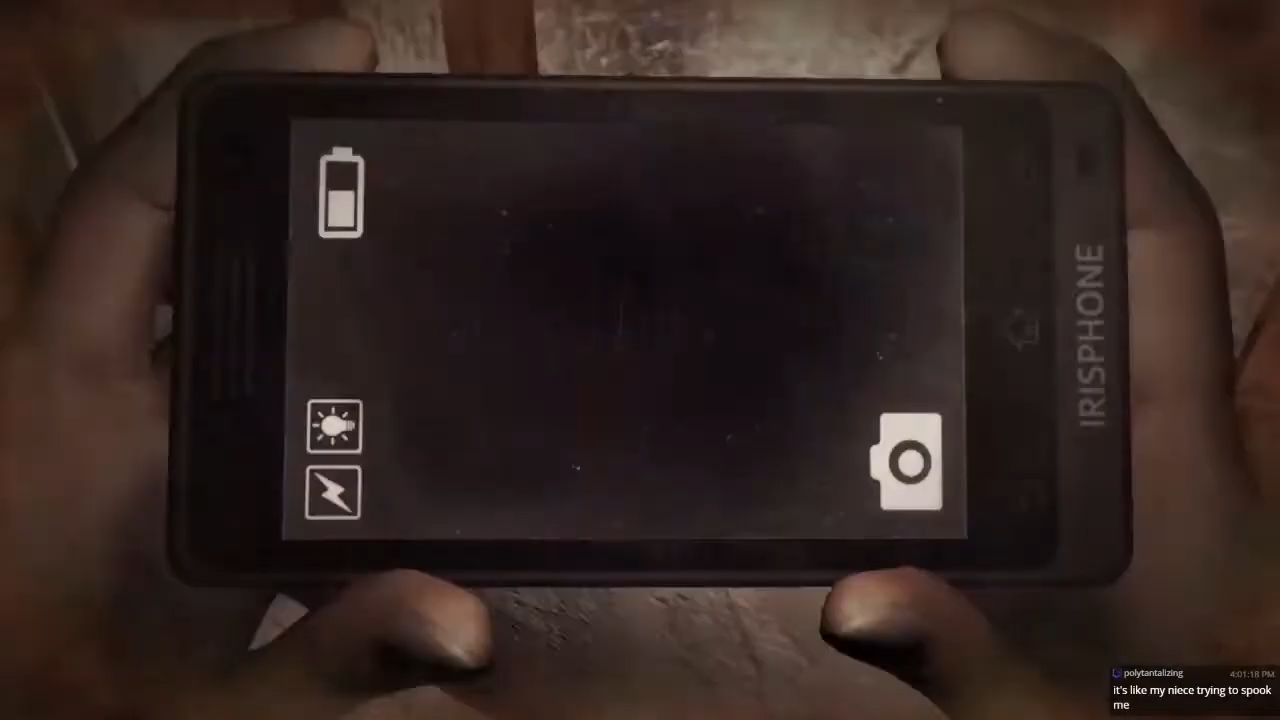 IRISPHONE
polytantalizing 4:01:18 PM
it's like my niece trying to spook
me